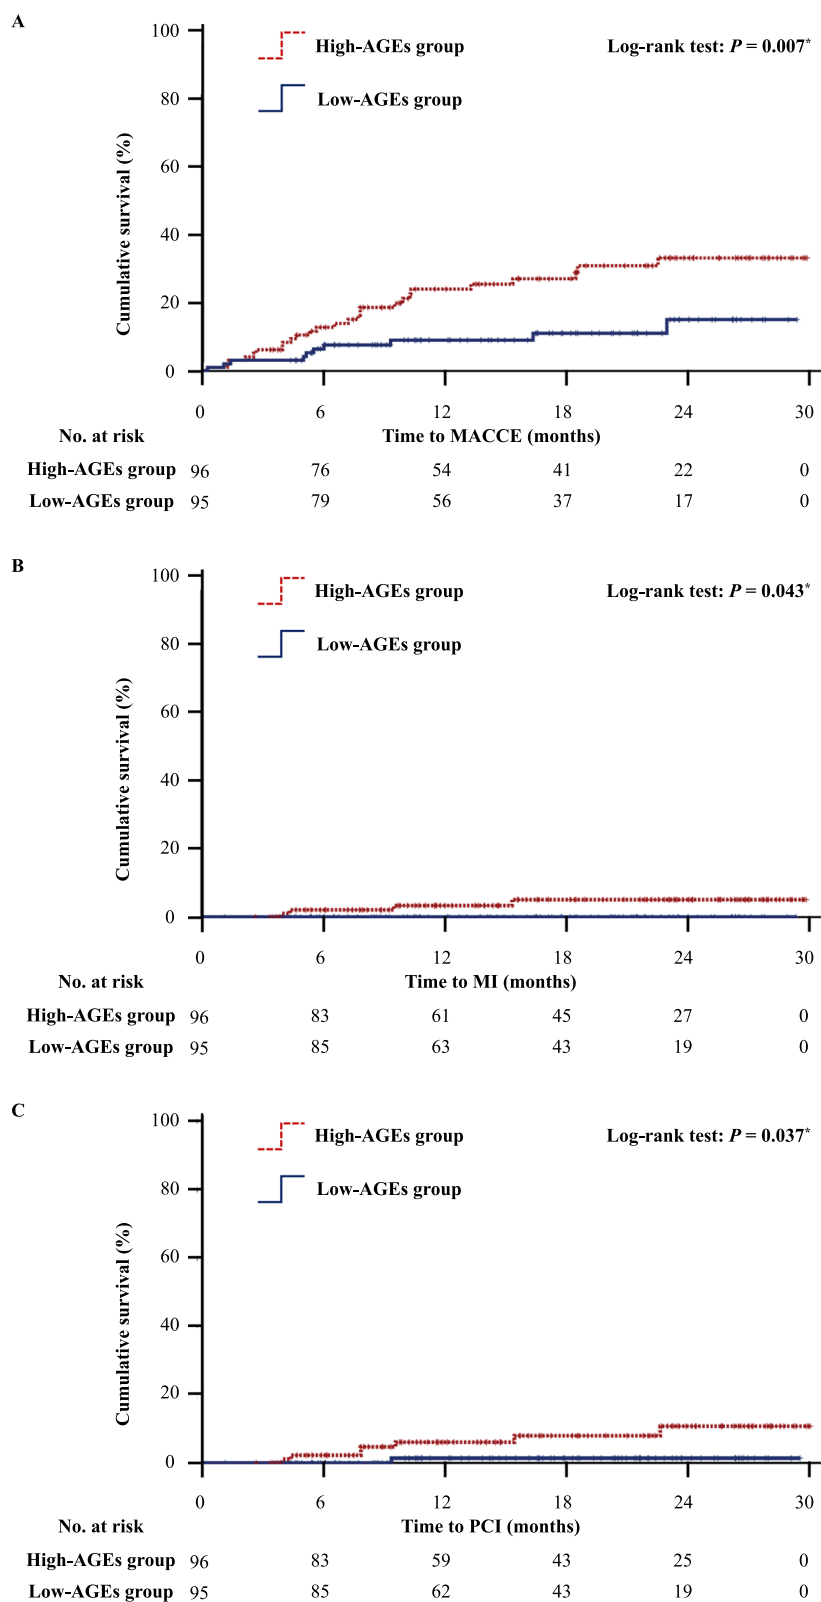 A
100
High-AGEs group
Log-rank test: P = 0.007*
80
Low-AGEs group
60
40
20
0
Cumulative survival (%)
0 6 12 18 24 30
No. at risk Time to MACCE (months)
High-AGEs group 96 76 54 41 22 0
Low-AGEs group 95 79 56 37 17 0
B
100
High-AGEs group
Log-rank test: P = 0.043*
80
Low-AGEs group
60
40
20
0
Cumulative survival (%)
0 6 12 18 24 30
No. at risk Time to MI (months)
High-AGEs group 96 83 61 45 27 0
Low-AGEs group 95 85 63 43 19 0
C
100
High-AGEs group
Log-rank test: P = 0.037*
80
Low-AGEs group
60
40
20
0
Cumulative survival (%)
0 6 12 18 24 30
No. at risk Time to PCI (months)
High-AGEs group 96 83 59 43 25 0
Low-AGEs group 95 85 62 43 19 0